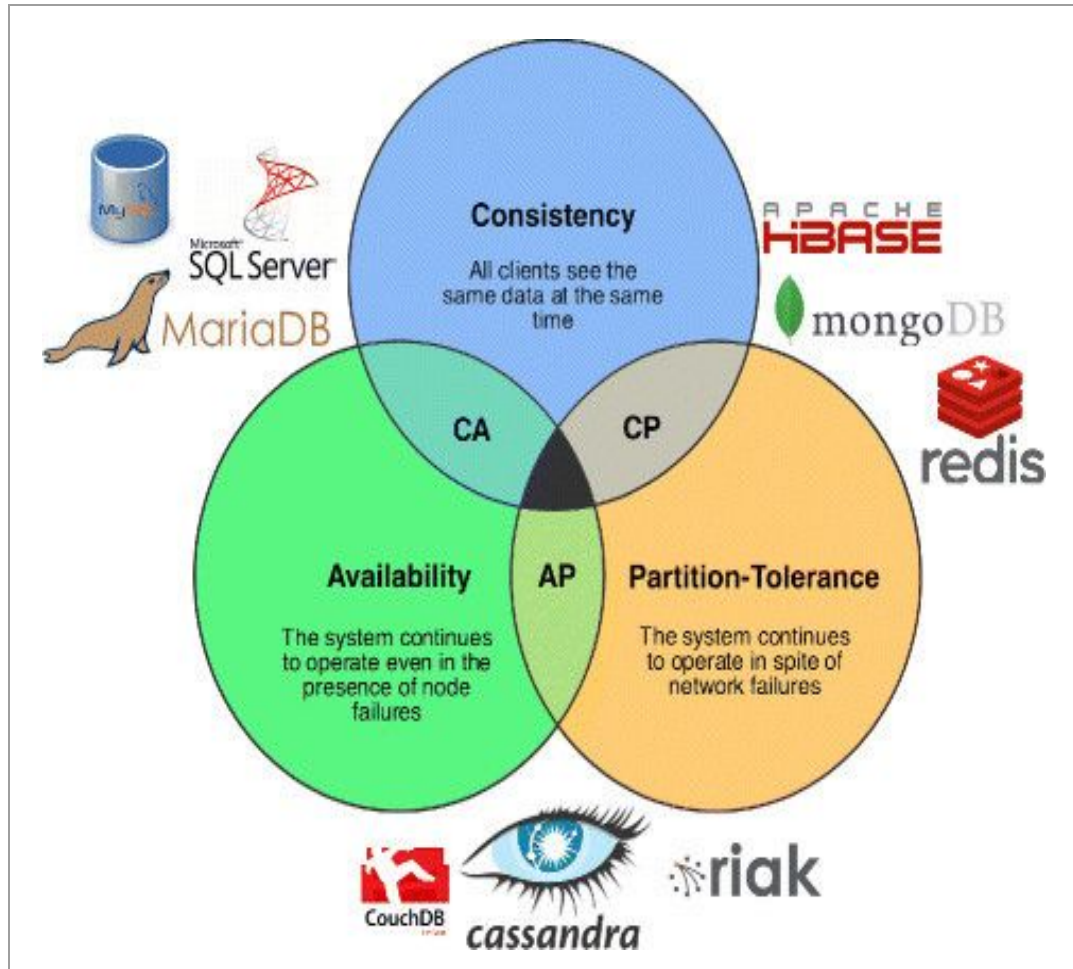 Consistency
All clients see the
same data at the same
time
MySQL
Microsoft®
SQL Server
MariaDB
APACHE
HBASE
mongoDB
redis
CA
CP
AP
Availability
The system continues
to operate even in the
presence of node
failures
Partition-Tolerance
The system continues
to operate in spite of
network failures
CouchDB
cassandra
riak